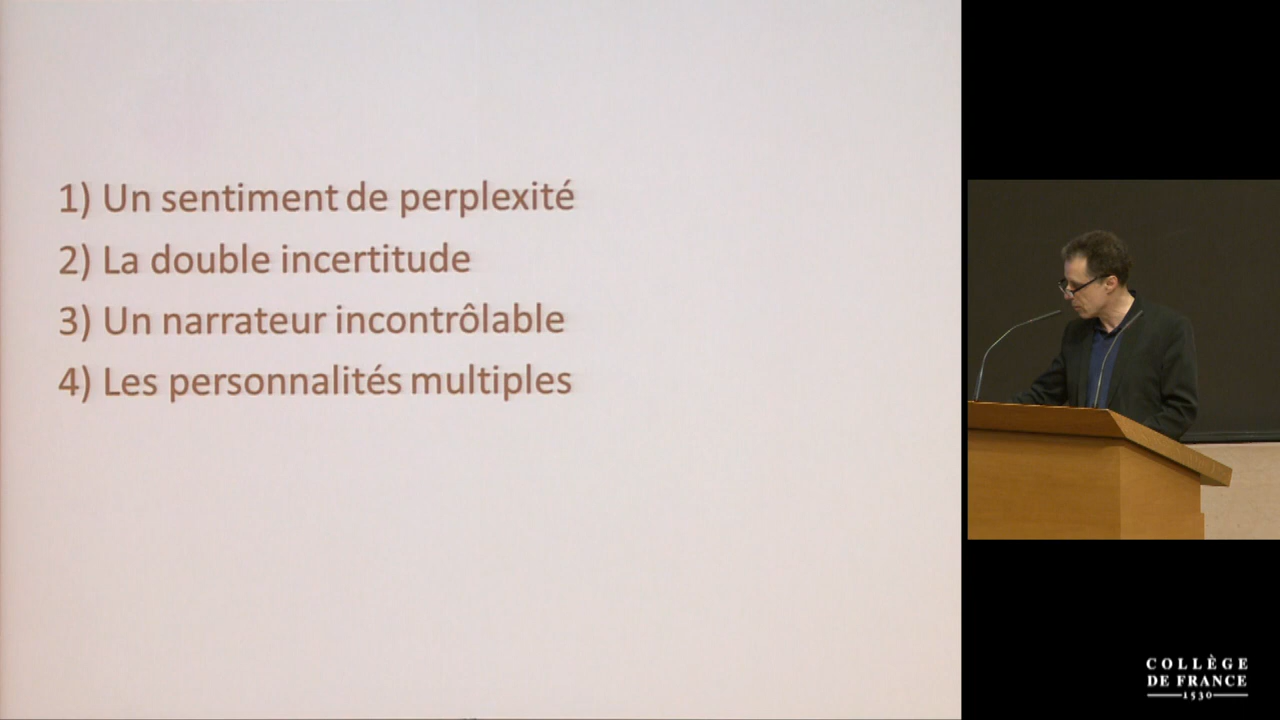 1) Un sentiment de perplexité
2) La double incertitude
3) Un narrateur incontrôlable
4) Les personnalités multiples
COLLÈGE
DE FRANCE
1530